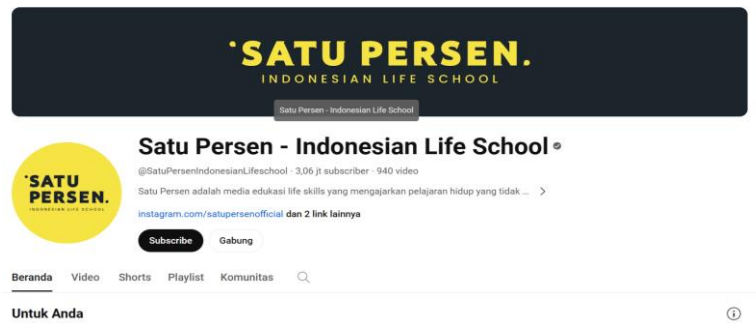 'SATU PERSEN.
INDONESIAN LIFE SCHOOL
Satu Persen - Indonesian Life School
Satu Persen - Indonesian Life School
@SatuPersenIndonesianLifeschool · 3,06 jt subscriber · 940 video
'SATU
PERSEN.
INDONESIAN LIFE SCHOOL
Satu Persen adalah media edukasi life skills yang mengajarkan pelajaran hidup yang tidak ...
instagram.com/satupersenofficial dan 2 link lainnya
Subscribe Gabung
Beranda Video Shorts Playlist Komunitas
Untuk Anda